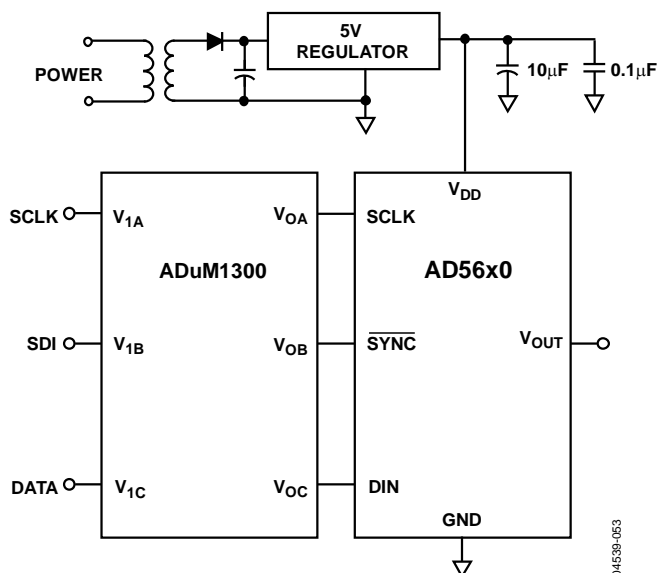 5V
REGULATOR
POWER
10µF
0.1µF
VDD
SCLK
V1A
VOA
SCLK
ADuM1300
AD56x0
SDI
V1B
VOB
SYNC
VOUT
DATA
V1C
VOC
DIN
GND
04539-053